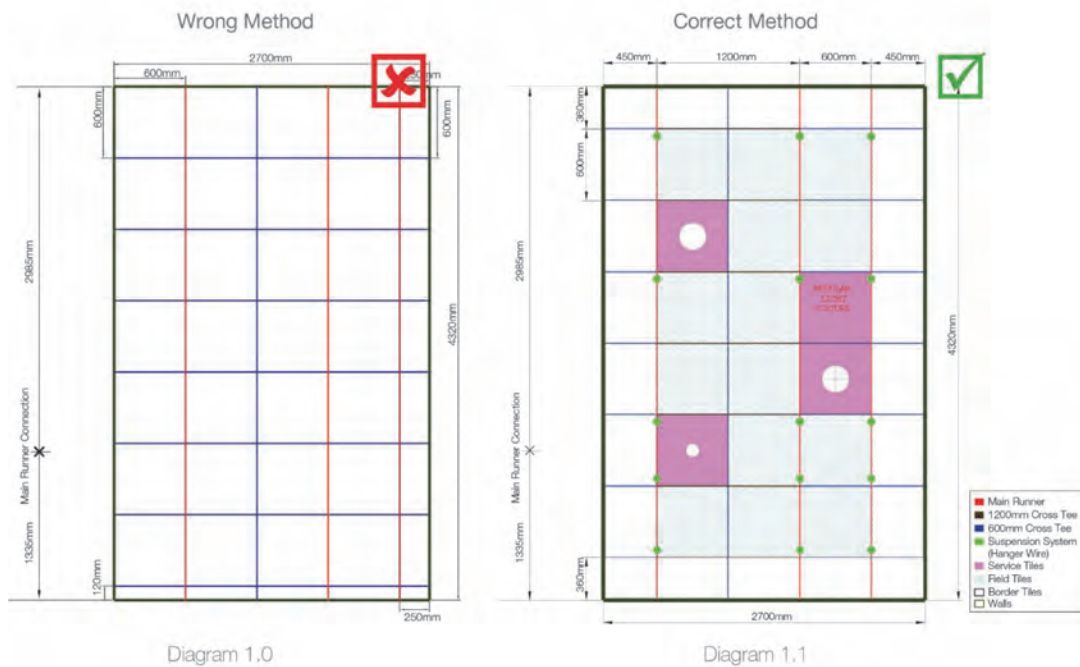 Wrong Method
Correct Method
2700mm
600mm
600mm
600mm
2985mm
4320mm
Main Runner Connection
1335mm
120mm
250mm
Diagram 1.0
450mm
1200mm
600mm
450mm
360mm
600mm
2985mm
LIGHT
4320mm
Main Runner Connection
1335mm
360mm
2700mm
Diagram 1.1
Main Runner
1200mm Cross Tee
600mm Cross Tee
Suspension System
(Hanger Wire)
Service Tiles
Field Tiles
Border Tiles
Walls